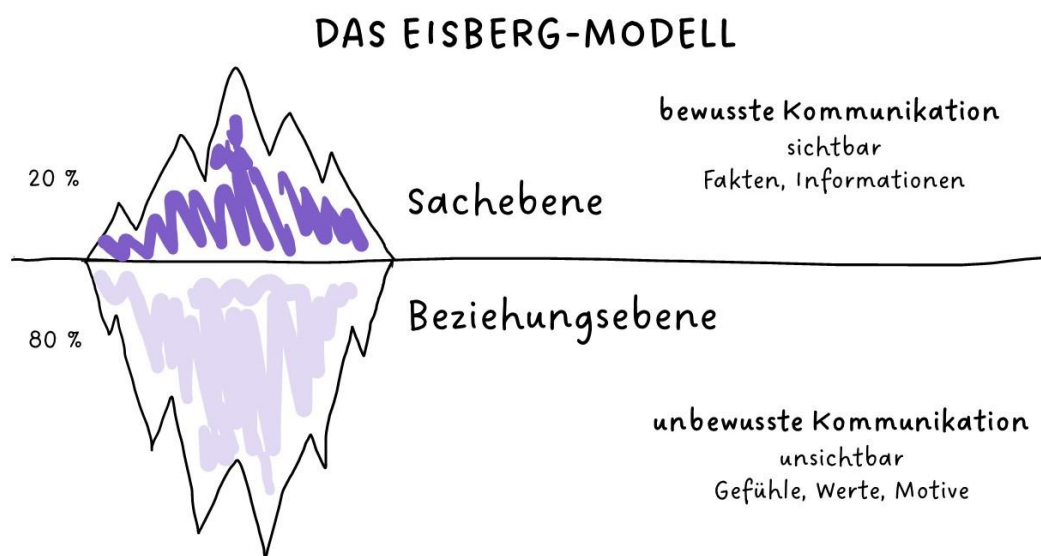 DAS EISBERG-MODELL
bewusste Kommunikation
sichtbar
Fakten, Informationen
20 %
Sachebene
Beziehungsebene
80 %
unbewusste Kommunikation
unsichtbar
Gefühle, Werte, Motive